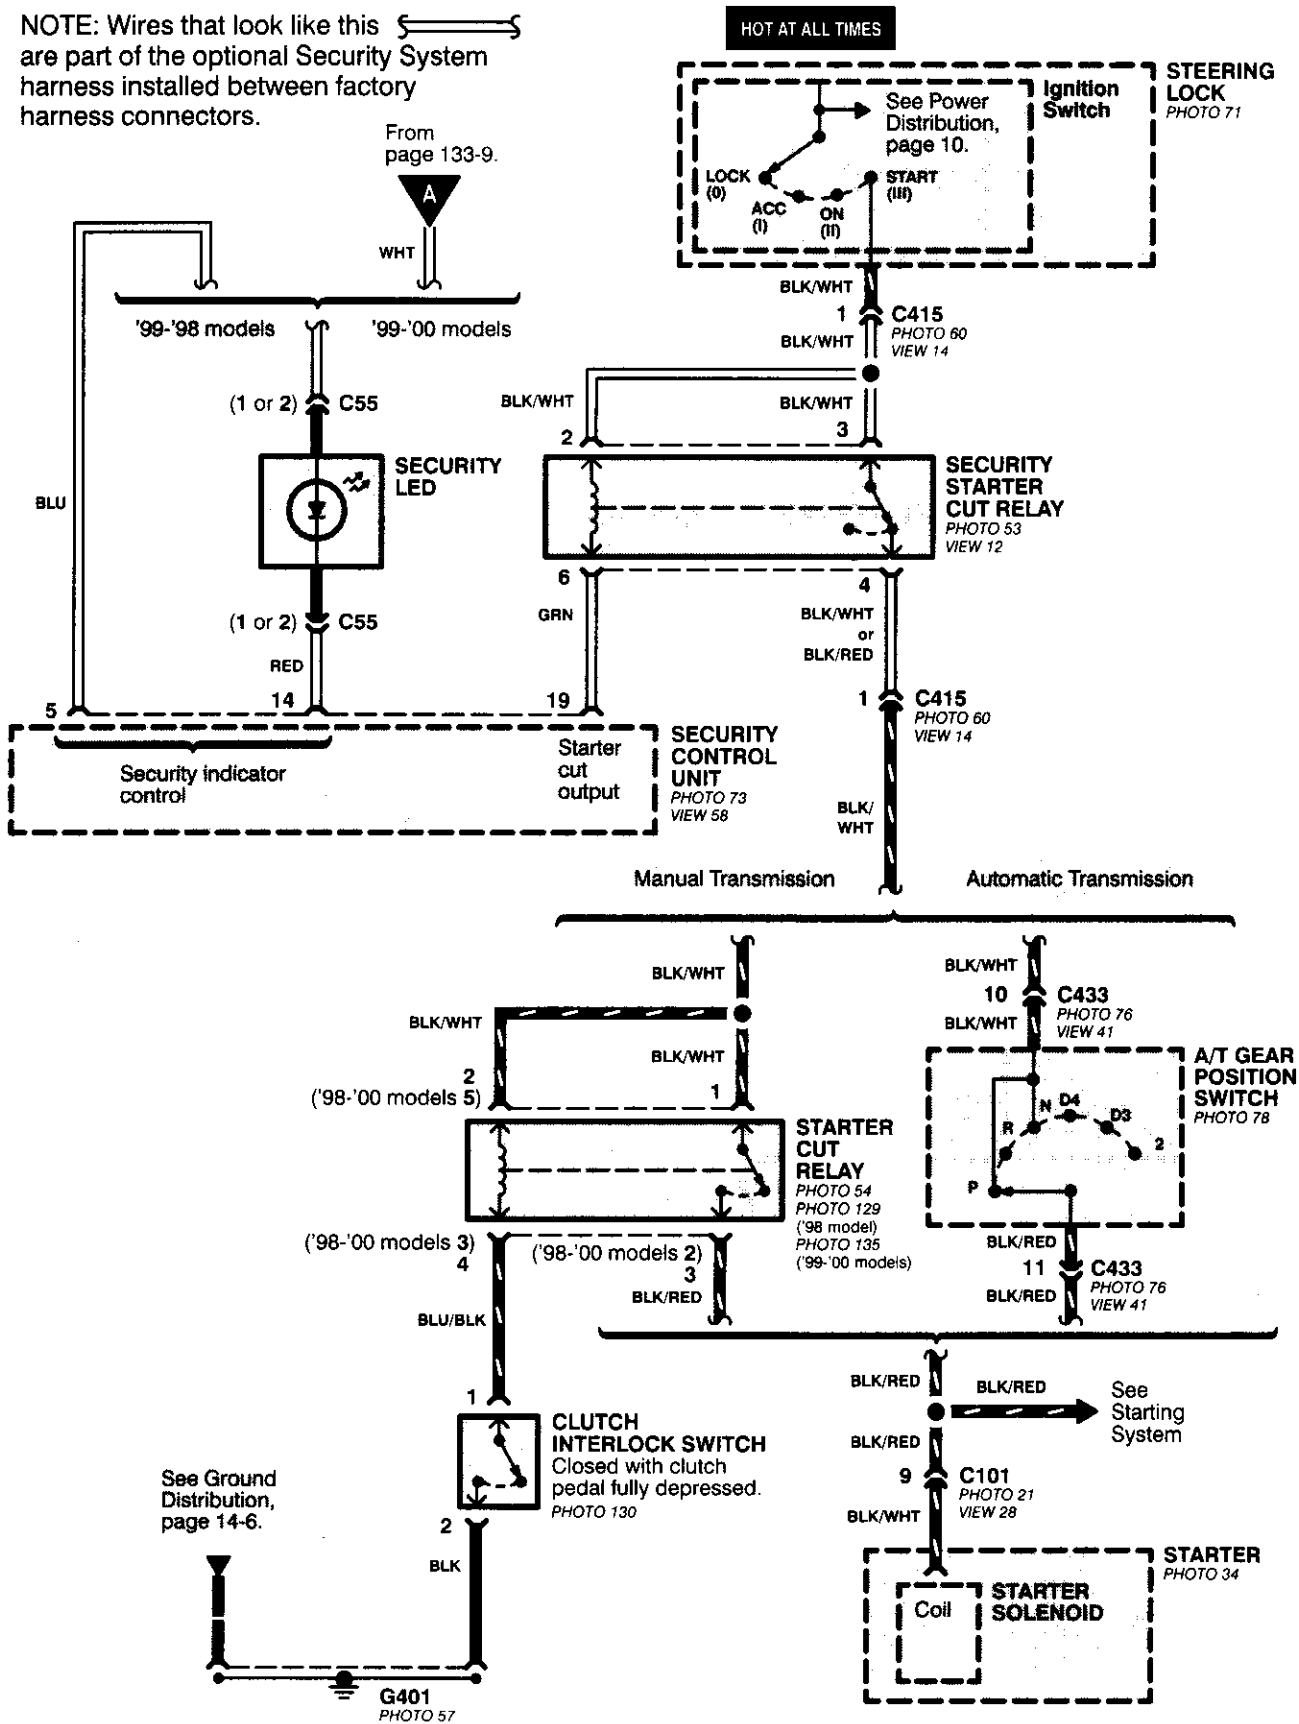 NOTE: Wires that look like this
are part of the optional Security System
harness installed between factory
harness connectors.
HOT AT ALL TIMES
STEERING
LOCK
PHOTO 71
Ignition
Switch
See Power
Distribution,
page 10.
LOCK
(0)
ACC
(I)
ON
(II)
START
(III)
From
page 133-9.
A
WHT
BLK/WHT
1
C415
PHOTO 60
VIEW 14
BLK/WHT
'99-'98 models
'99-'00 models
(1 or 2)
C55
BLK/WHT
BLK/WHT
2
3
SECURITY
LED
SECURITY
STARTER
CUT RELAY
PHOTO 53
VIEW 12
BLU
6
4
(1 or 2)
C55
GRN
BLK/WHT
or
BLK/RED
RED
5
14
19
1
C415
PHOTO 60
VIEW 14
Security indicator
control
Starter
cut
output
SECURITY
CONTROL
UNIT
PHOTO 73
VIEW 58
BLK/
WHT
Manual Transmission
Automatic Transmission
BLK/WHT
BLK/WHT
10
C433
PHOTO 76
VIEW 41
BLK/WHT
BLK/WHT
BLK/WHT
2
('98-'00 models 5)
1
A/T GEAR
POSITION
SWITCH
PHOTO 78
P
R
N
D4
D3
2
STARTER
CUT
RELAY
PHOTO 54
PHOTO 129
('98 model)
PHOTO 135
('99-'00 models)
('98-'00 models 3)
4
('98-'00 models 2)
3
BLK/RED
BLU/BLK
BLK/RED
11
C433
PHOTO 76
VIEW 41
BLK/RED
BLK/RED
BLK/RED
See
Starting
System
BLK/RED
1
CLUTCH
INTERLOCK SWITCH
Closed with clutch
pedal fully depressed.
PHOTO 130
9
C101
PHOTO 21
VIEW 28
BLK/WHT
See Ground
Distribution,
page 14-6.
2
BLK
STARTER
PHOTO 34
Coil
STARTER
SOLENOID
G401
PHOTO 57